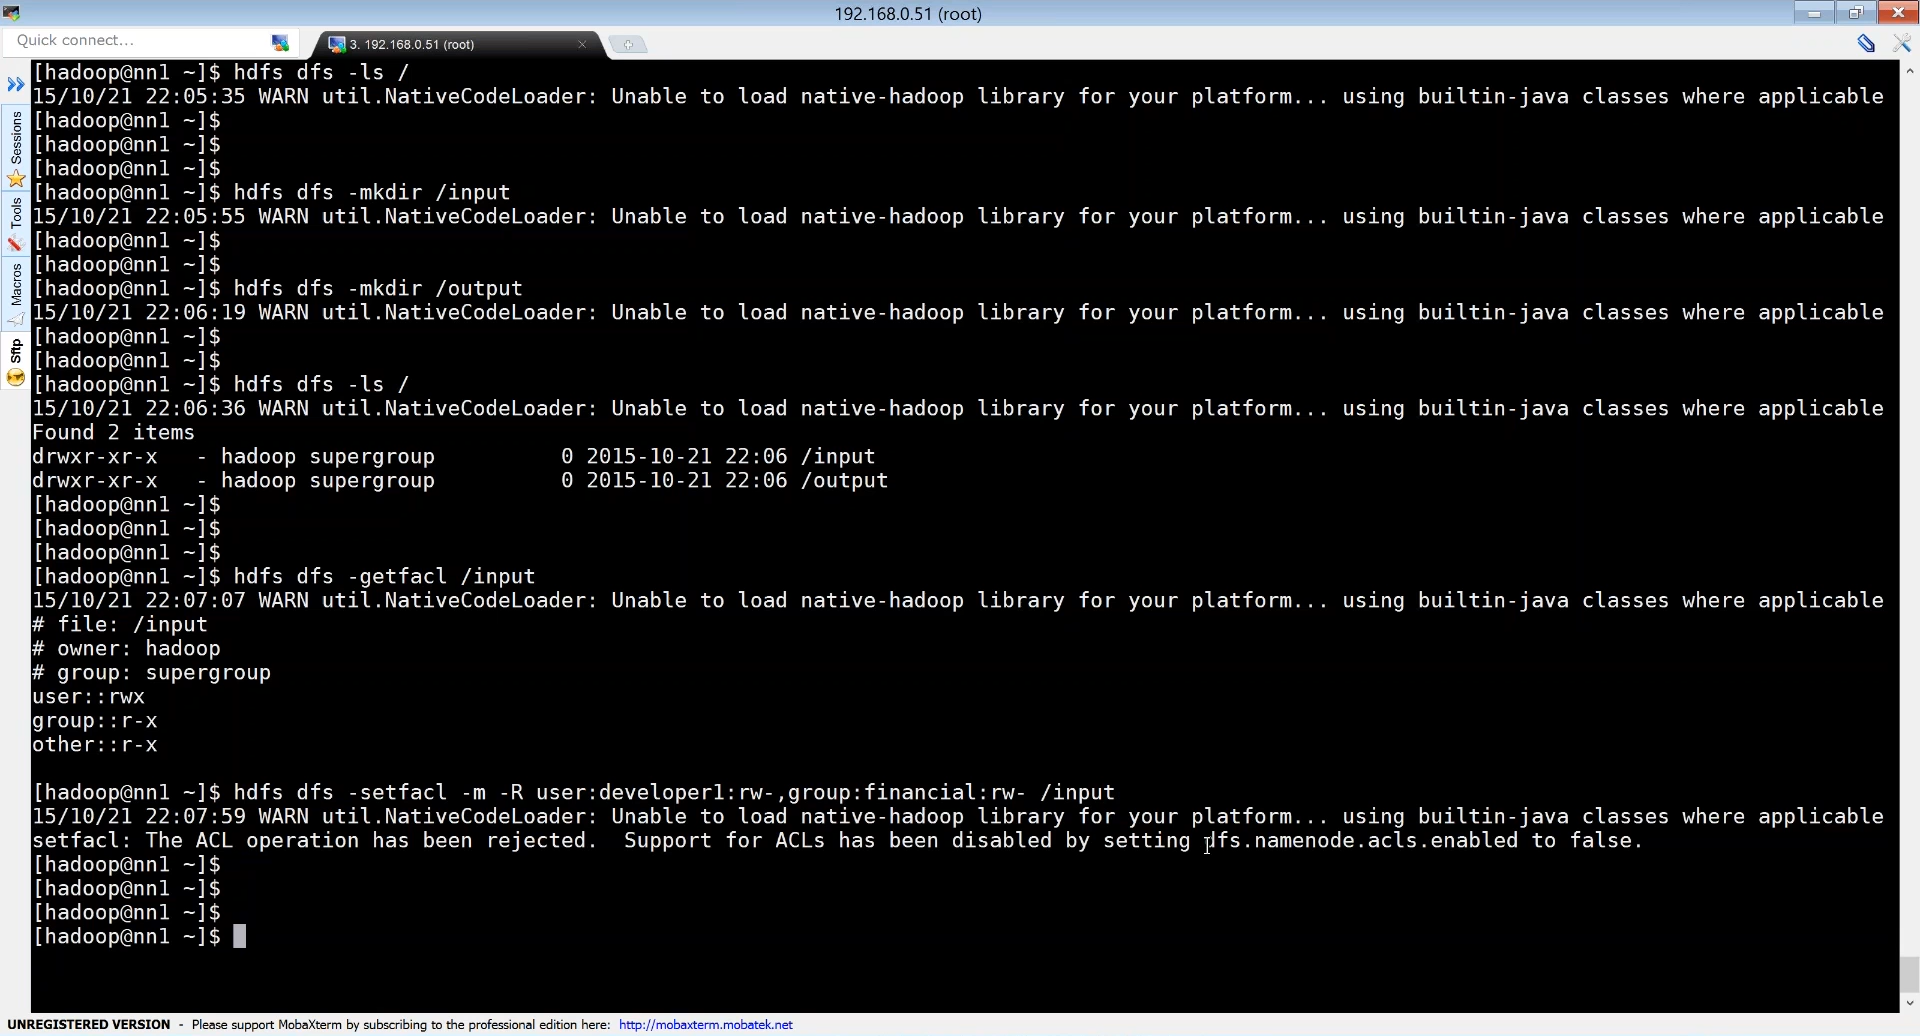 192.168.0.51 (root)
Quick connect...
3. 192.168.0.51 (root)
Sessions
Tools
Macros
Sftp
[hadoop@nn1 ~]$ hdfs dfs -ls /
15/10/21 22:05:35 WARN util.NativeCodeLoader: Unable to load native-hadoop library for your platform... using builtin-java classes where applicable
[hadoop@nn1 ~]$
[hadoop@nn1 ~]$
[hadoop@nn1 ~]$
[hadoop@nn1 ~]$ hdfs dfs -mkdir /input
15/10/21 22:05:55 WARN util.NativeCodeLoader: Unable to load native-hadoop library for your platform... using builtin-java classes where applicable
[hadoop@nn1 ~]$
[hadoop@nn1 ~]$
[hadoop@nn1 ~]$ hdfs dfs -mkdir /output
15/10/21 22:06:19 WARN util.NativeCodeLoader: Unable to load native-hadoop library for your platform... using builtin-java classes where applicable
[hadoop@nn1 ~]$
[hadoop@nn1 ~]$
[hadoop@nn1 ~]$ hdfs dfs -ls /
15/10/21 22:06:36 WARN util.NativeCodeLoader: Unable to load native-hadoop library for your platform... using builtin-java classes where applicable
Found 2 items
drwxr-xr-x   - hadoop supergroup          0 2015-10-21 22:06 /input
drwxr-xr-x   - hadoop supergroup          0 2015-10-21 22:06 /output
[hadoop@nn1 ~]$
[hadoop@nn1 ~]$
[hadoop@nn1 ~]$
[hadoop@nn1 ~]$ hdfs dfs -getfacl /input
15/10/21 22:07:07 WARN util.NativeCodeLoader: Unable to load native-hadoop library for your platform... using builtin-java classes where applicable
# file: /input
# owner: hadoop
# group: supergroup
user::rwx
group::r-x
other::r-x
[hadoop@nn1 ~]$ hdfs dfs -setfacl -m -R user:developer1:rw-,group:financial:rw- /input
15/10/21 22:07:59 WARN util.NativeCodeLoader: Unable to load native-hadoop library for your platform... using builtin-java classes where applicable
setfacl: The ACL operation has been rejected.  Support for ACLs has been disabled by setting dfs.namenode.acls.enabled to false.
[hadoop@nn1 ~]$
[hadoop@nn1 ~]$
[hadoop@nn1 ~]$
[hadoop@nn1 ~]$
UNREGISTERED VERSION - Please support MobaXterm by subscribing to the professional edition here: http://mobaxterm.mobatek.net